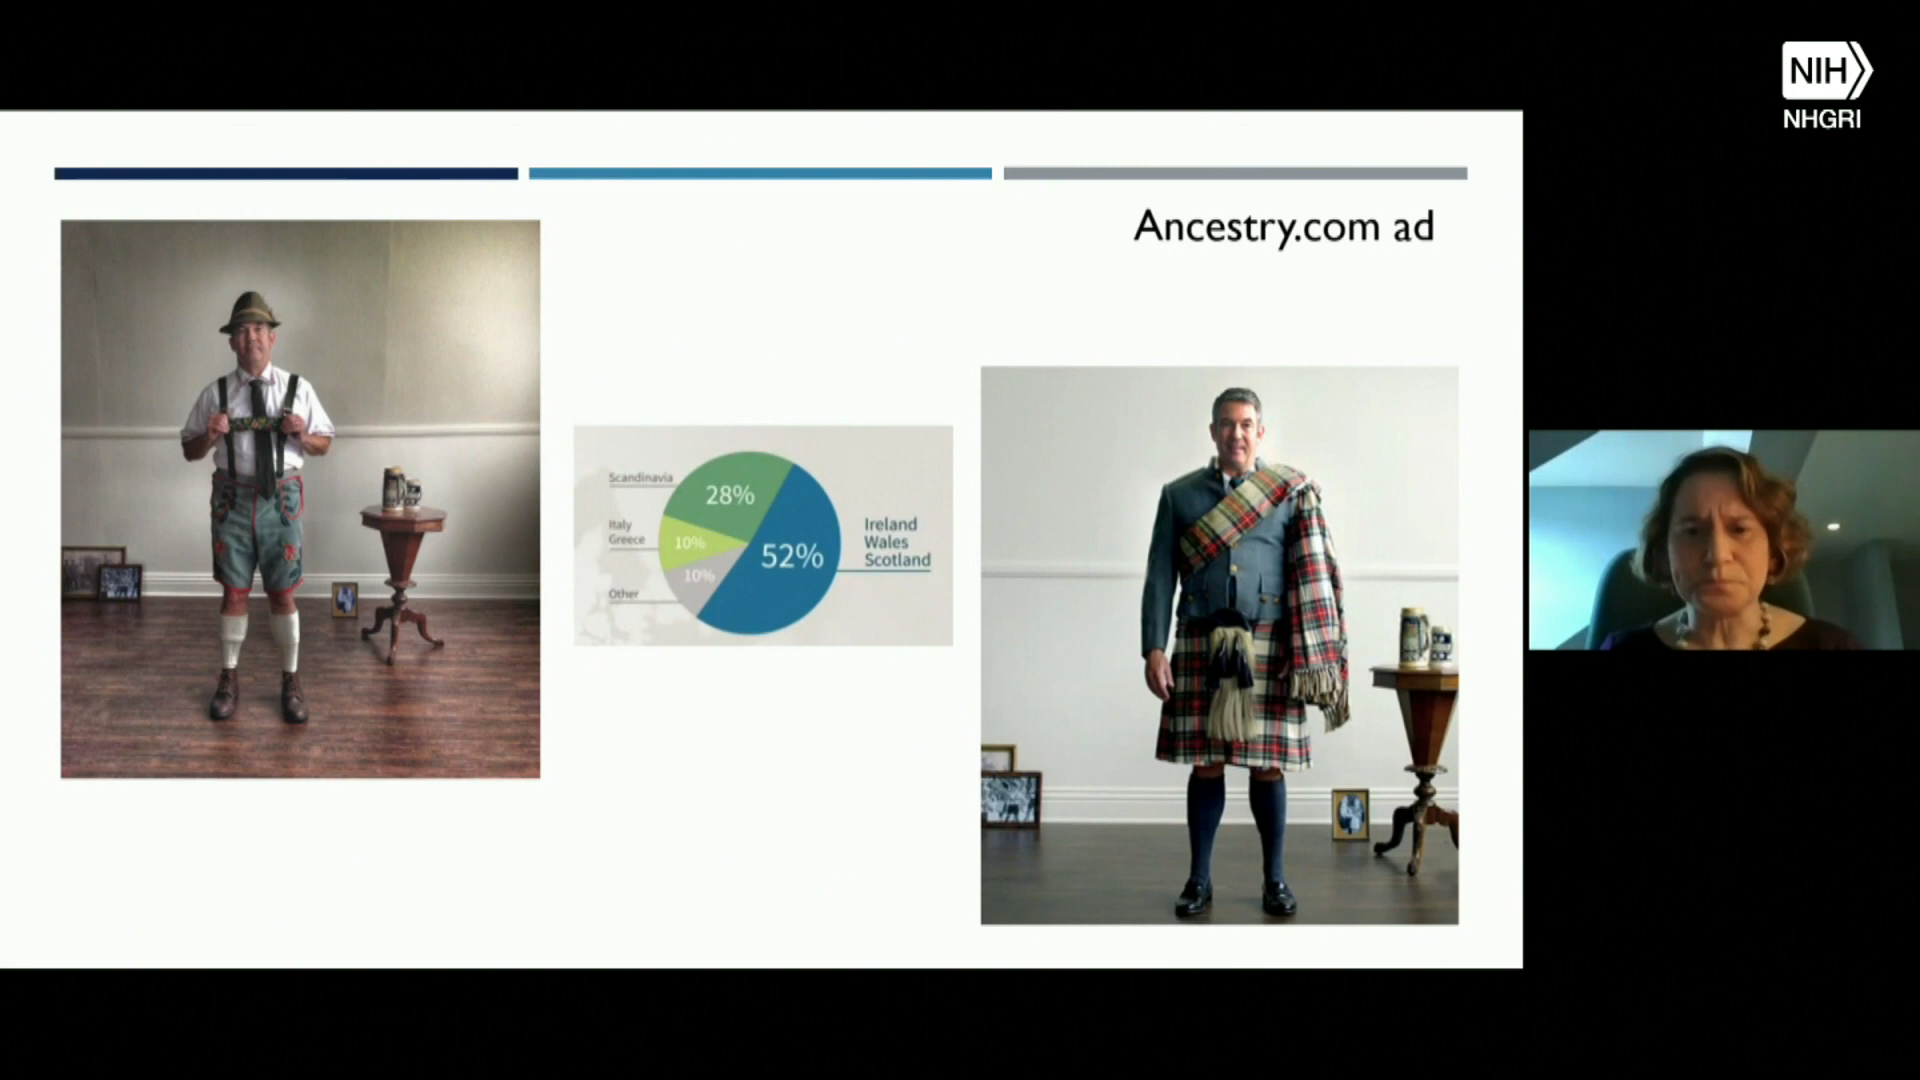 NIH
NHGRI
Ancestry.com ad
Scandinavia
28%
Italy
Greece
10%
52%
Ireland
Wales
Scotland
10%
Other